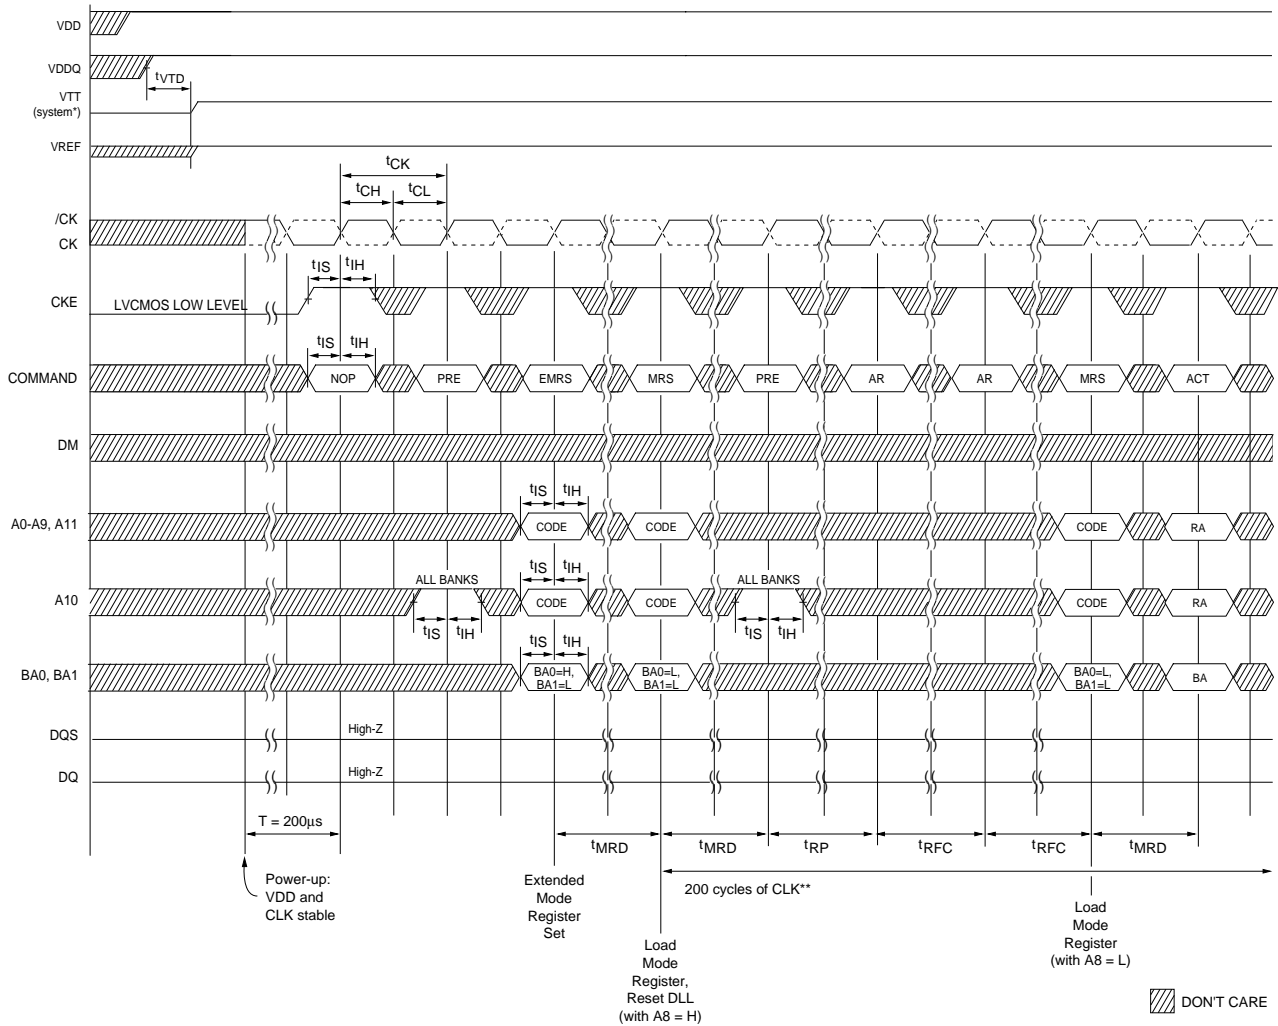 VDD
VDDQ
tVTD
VTT
(system*)
VREF
tCK
tCH tCL
/CK
CK
tIS tIH
CKE
LVCMOS LOW LEVEL
tIS tIH
COMMAND NOP PRE EMRS MRS PRE AR AR MRS ACT
DM
tIS tIH
A0-A9, A11 CODE CODE CODE RA
ALL BANKS tIS tIH ALL BANKS
A10 CODE CODE CODE RA
tIS tIH tIS tIH
tIS tIH
BA0, BA1 BA0=H, BA0=L, BA0=L, BA
BA1=L BA1=L BA1=L
DQS High-Z
DQ High-Z
T = 200µs
tMRD tMRD tRP tRFC tRFC tMRD
Power-up:
VDD and
CLK stable
Extended
Mode
Register
Set
200 cycles of CLK**
Load
Mode
Register,
Reset DLL
(with A8 = H)
Load
Mode
Register
(with A8 = L)
DON'T CARE